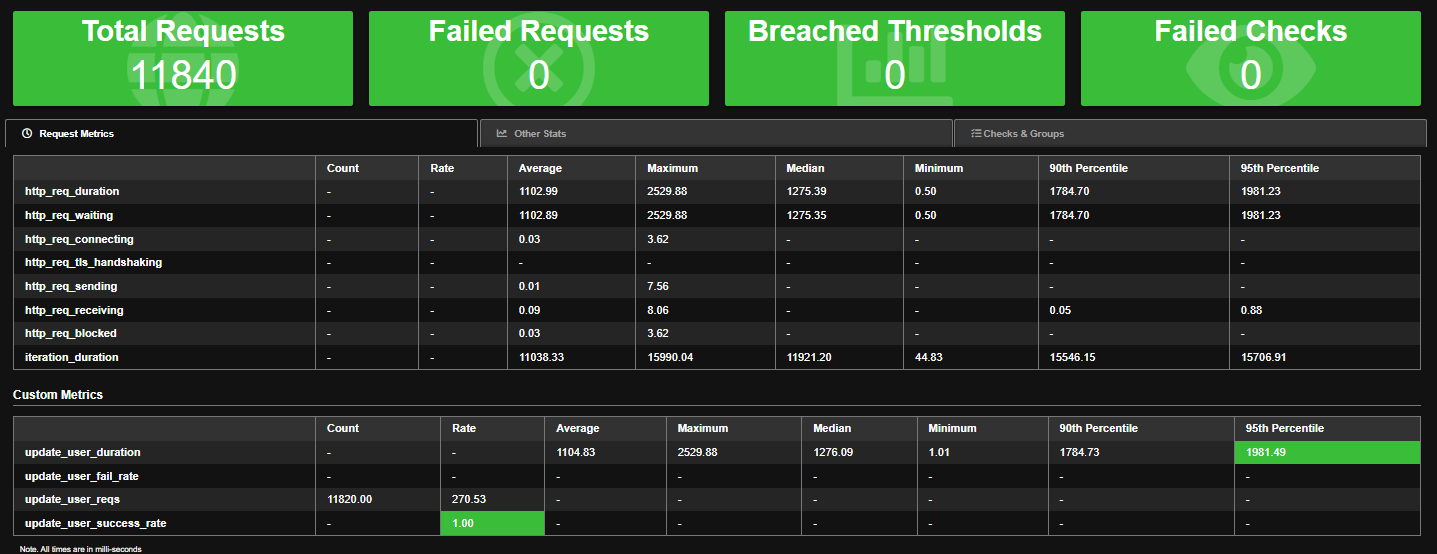 Total Requests Failed Requests Breached Thresholds Failed Checks
11840 0 0 0
Request Metrics Other Stats Checks & Groups
Count Rate Average Maximum Median Minimum 90th Percentile 95th Percentile
http_req_duration - - 1102.99 2529.88 1275.39 0.50 1784.70 1981.23
http_req_waiting - - 1102.89 2529.88 1275.35 0.50 1784.70 1981.23
http_req_connecting - - 0.03 3.62 - - - -
http_req_tls_handshaking - - - - - - - -
http_req_sending - - 0.01 7.56 - - - -
http_req_receiving - - 0.09 8.06 - - 0.05 0.88
http_req_blocked - - 0.03 3.62 - - - -
iteration_duration - - 11038.33 15990.04 11921.20 44.83 15546.15 15706.91
Custom Metrics
Count Rate Average Maximum Median Minimum 90th Percentile 95th Percentile
update_user_duration - - 1104.83 2529.88 1276.09 1.01 1784.73 1981.49
update_user_fail_rate - - - - - - - -
update_user_reqs 11820.00 270.53 - - - - - -
update_user_success_rate - 1.00 - - - - - -
Note. All times are in milli-seconds